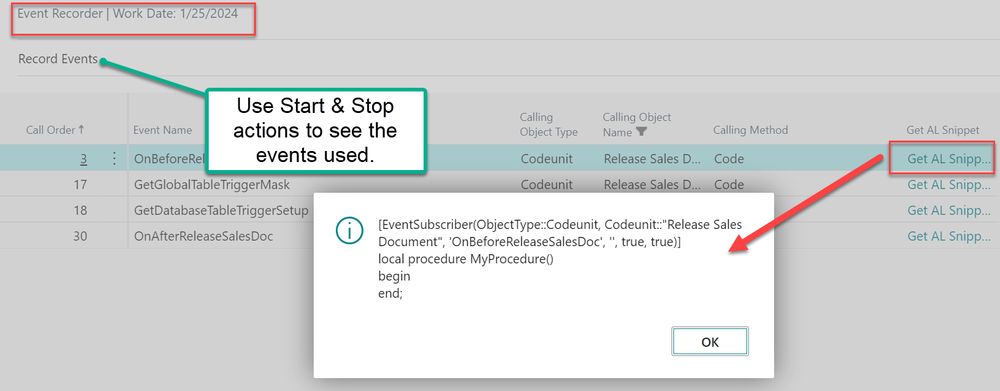 Event Recorder | Work Date: 1/25/2024
Record Events
Use Start & Stop
actions to see the
events used.
Call Order ↑ Event Name Calling Object Type Calling Object Name Calling Method Get AL Snippet
3 OnBeforeRel Codeunit Release Sales D... Code Get AL Snipp...
17 GetGlobalTableTriggerMask Codeunit Release Sales D... Code Get AL Snipp...
18 GetDatabaseTableTriggerSetup Get AL Snipp...
30 OnAfterReleaseSalesDoc Get AL Snipp...
[EventSubscriber(ObjectType::Codeunit, Codeunit::"Release Sales
Document", 'OnBeforeReleaseSalesDoc', '', true, true)]
local procedure MyProcedure()
begin
end;
OK